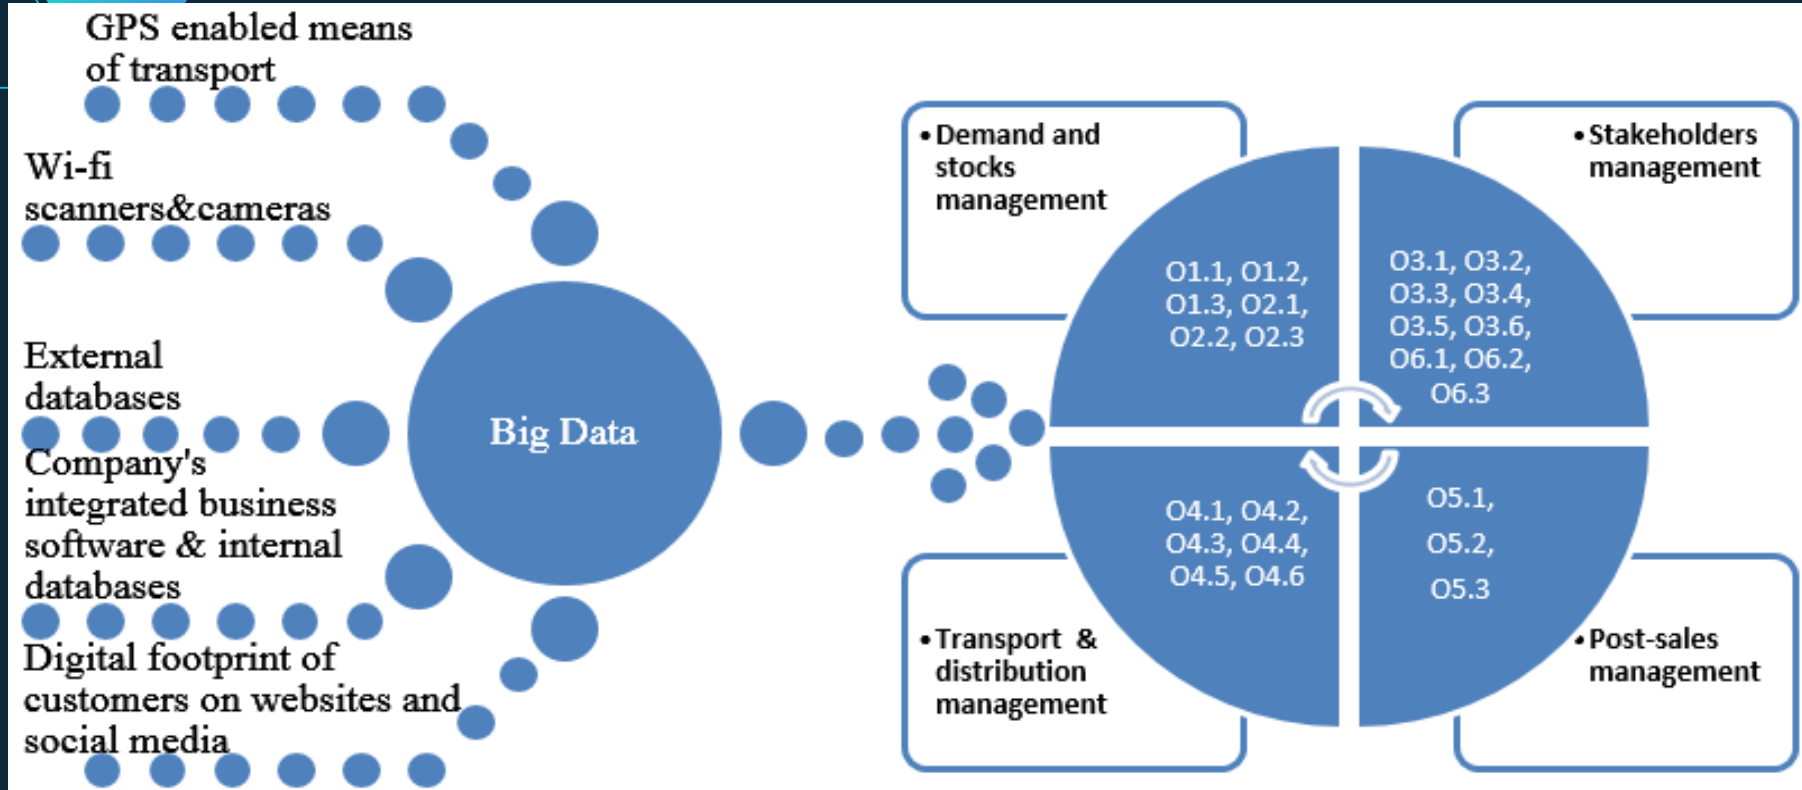 GPS enabled means
of transport
Wi-fi
scanners&cameras
External
databases
Company's
integrated business
software & internal
databases
Digital footprint of
customers on websites and
social media
Big Data
•Demand and
stocks
management
•Stakeholders
management
O1.1, O1.2,
O1.3, O2.1,
O2.2, O2.3
O3.1, O3.2,
O3.3, O3.4,
O3.5, O3.6,
O6.1, O6.2,
O6.3
O4.1, O4.2,
O4.3, O4.4,
O4.5, O4.6
O5.1,
O5.2,
O5.3
•Transport &
distribution
management
•Post-sales
management